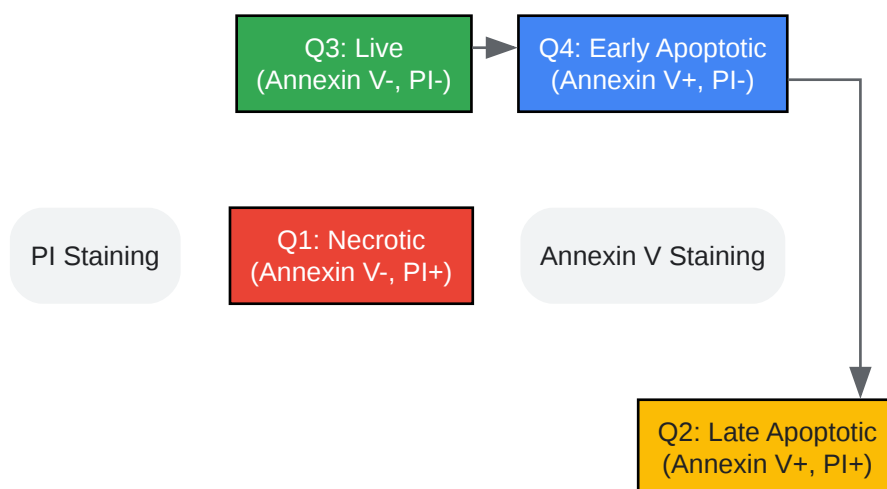 Q3: Live
(Annexin V-, PI-)
Q4: Early Apoptotic
(Annexin V+, PI-)
PI Staining
Q1: Necrotic
(Annexin V-, PI+)
Annexin V Staining
Q2: Late Apoptotic
(Annexin V+, PI+)